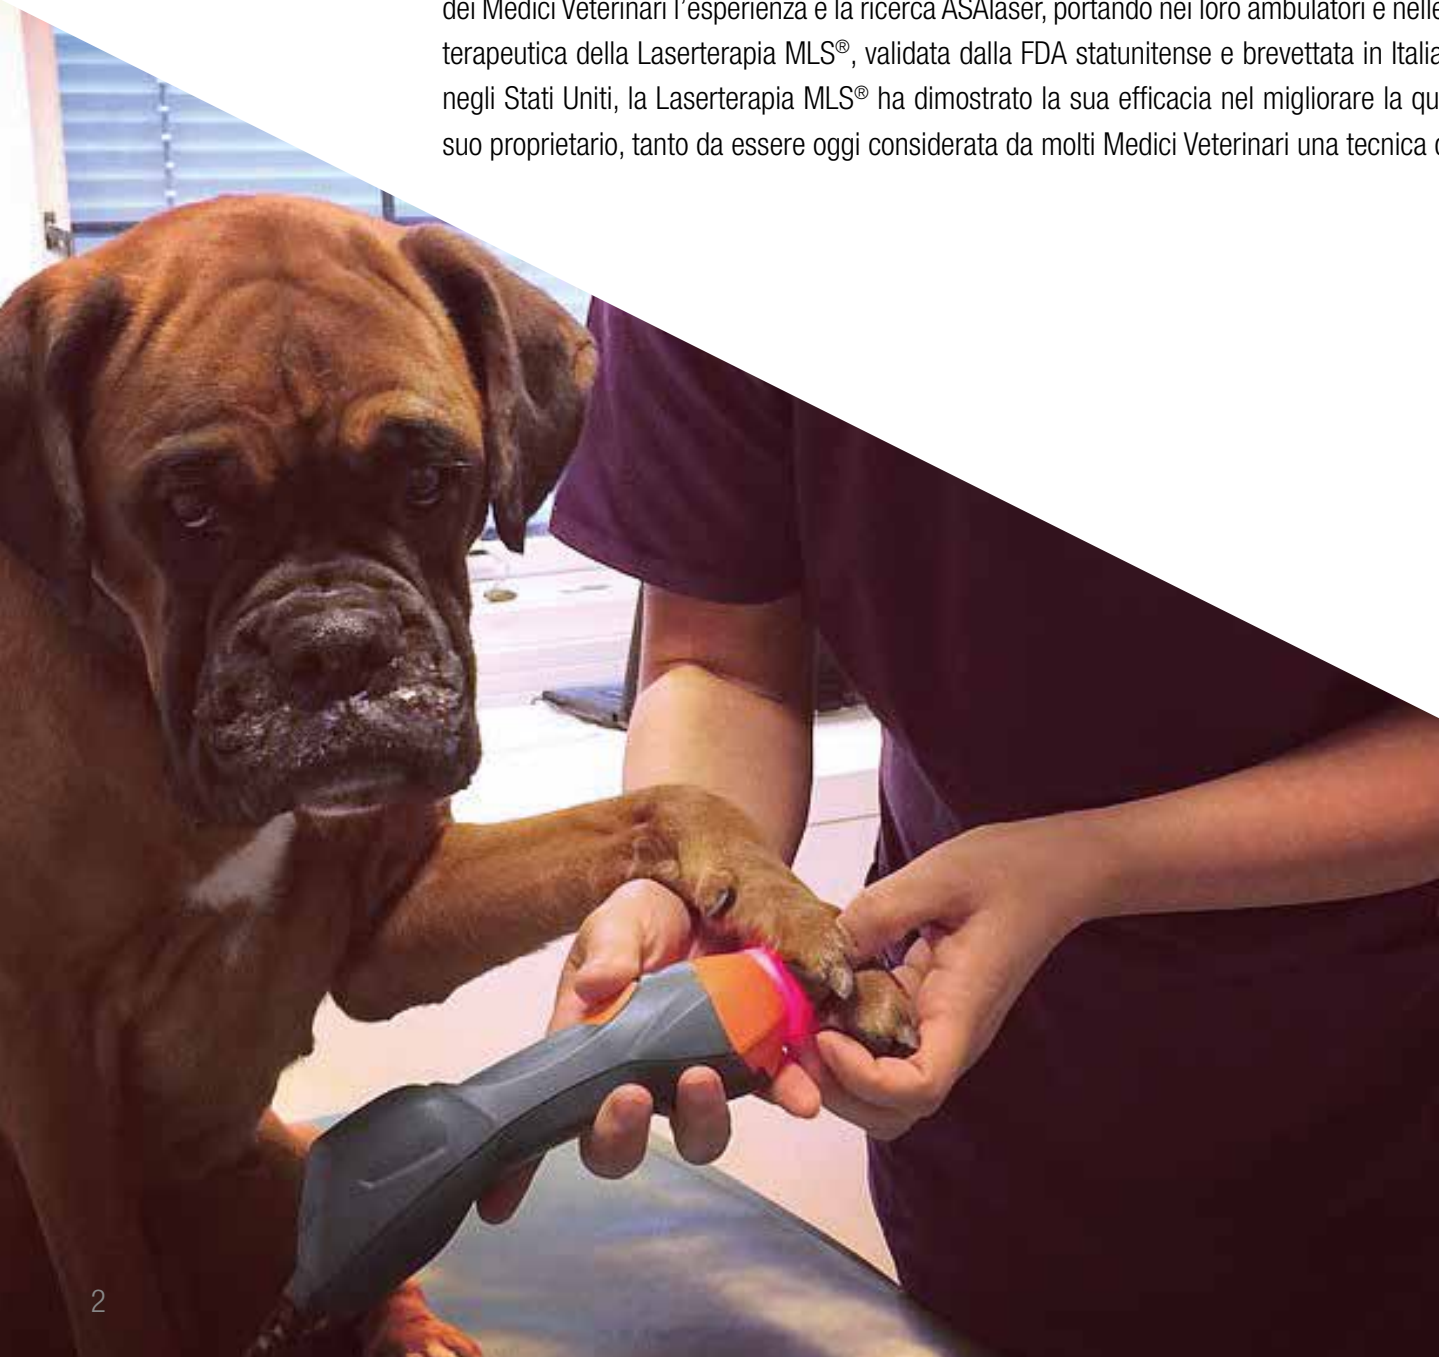 dei Medici Veterinari l'esperienza e la ricerca ASAlaser, portando nei loro ambulatori e nelle
terapeutica della Laserterapia MLS®, validata dalla FDA statunitense e brevettata in Italia
negli Stati Uniti, la Laserterapia MLS® ha dimostrato la sua efficacia nel migliorare la qu
suo proprietario, tanto da essere oggi considerata da molti Medici Veterinari una tecnica
2